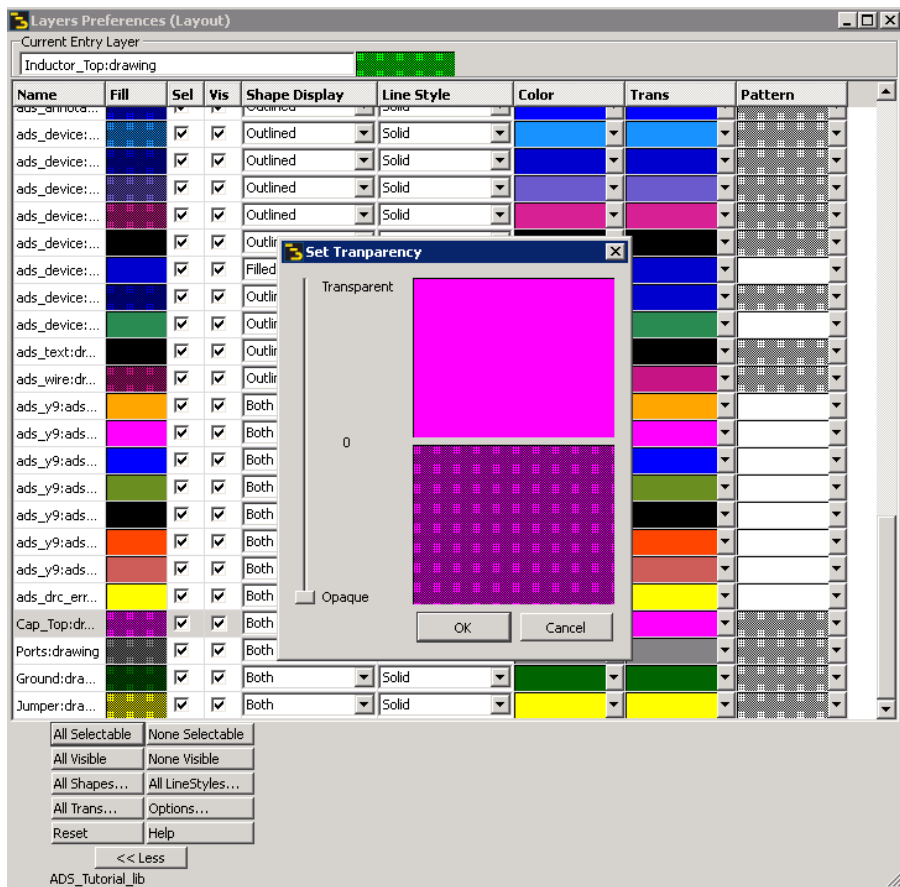 Layers Preferences (Layout)
Current Entry Layer
Inductor_Top:drawing
Name Fill Sel Vis Shape Display Line Style Color Trans Pattern
ads_annota... Outlined Solid
ads_device:... Outlined Solid
ads_device:... Outlined Solid
ads_device:... Outlined Solid
ads_device:... Outlined Solid
ads_device:... Outlin
ads_device:... Filled
ads_device:... Outlin
ads_device:... Outlin
ads_text:dr... Outlin
ads_wire:dr... Outlin
ads_y9:ads... Both
ads_y9:ads... Both
ads_y9:ads... Both
ads_y9:ads... Both
ads_y9:ads... Both
ads_y9:ads... Both
ads_y9:ads... Both
ads_drc_err... Both
Cap_Top:dr... Both
Ports:drawing Both
Ground:dra... Both Solid
Jumper:dra... Both Solid
Set Tranparency
Transparent
0
Opaque
OK Cancel
All Selectable None Selectable
All Visible None Visible
All Shapes... All LineStyles...
All Trans... Options...
Reset Help
<< Less
ADS_Tutorial_lib